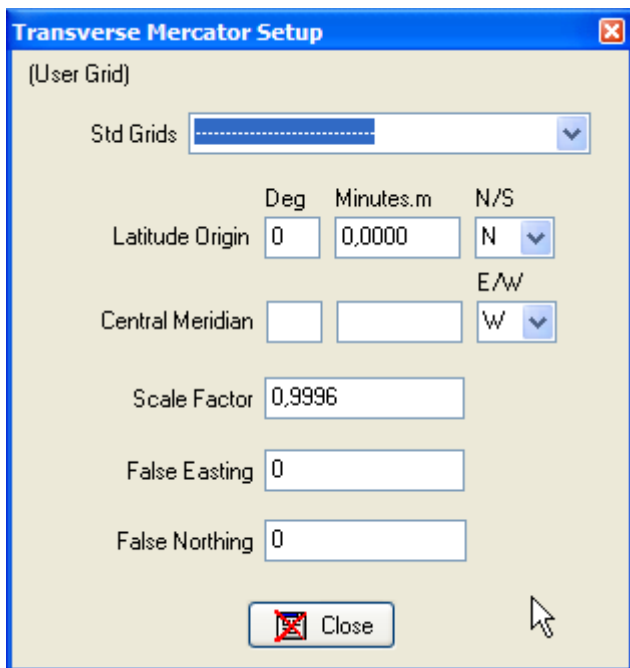 Transverse Mercator Setup
(User Grid)
Std Grids ------------------------------
Deg Minutes.m N/S
Latitude Origin 0 0,0000 N
E/W
Central Meridian W
Scale Factor 0,9996
False Easting 0
False Northing 0
Close